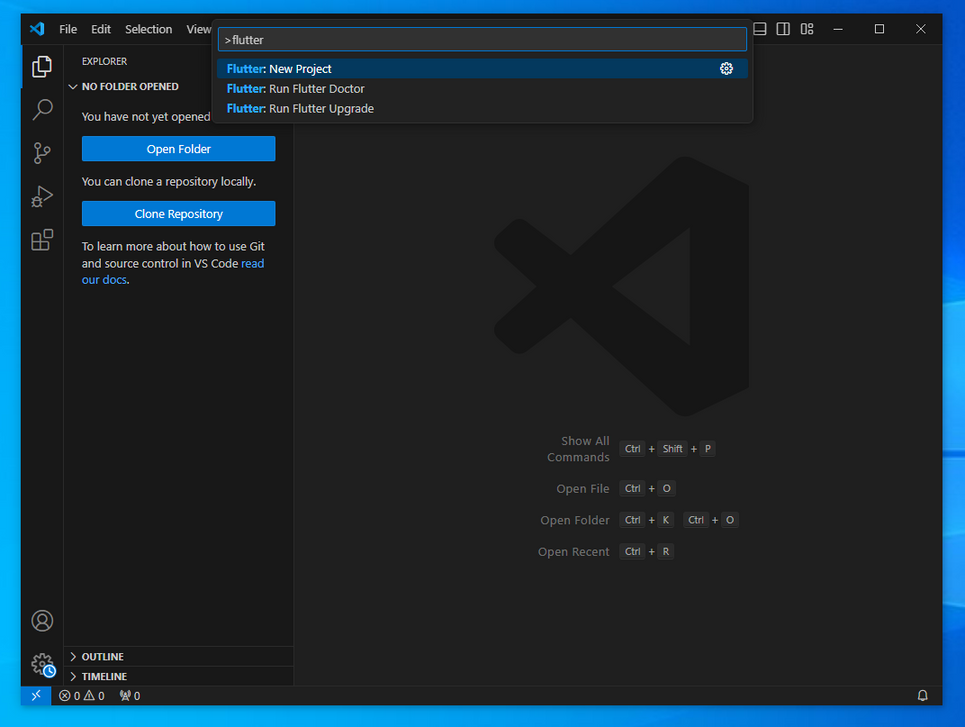 File Edit Selection View
>flutter
Flutter: New Project
Flutter: Run Flutter Doctor
Flutter: Run Flutter Upgrade
EXPLORER
NO FOLDER OPENED
You have not yet opened
Open Folder
You can clone a repository locally.
Clone Repository
To learn more about how to use Git
and source control in VS Code read
our docs.
Show All
Commands
Ctrl + Shift + P
Open File Ctrl + O
Open Folder Ctrl + K Ctrl + O
Open Recent Ctrl + R
OUTLINE
TIMELINE
0 0 0